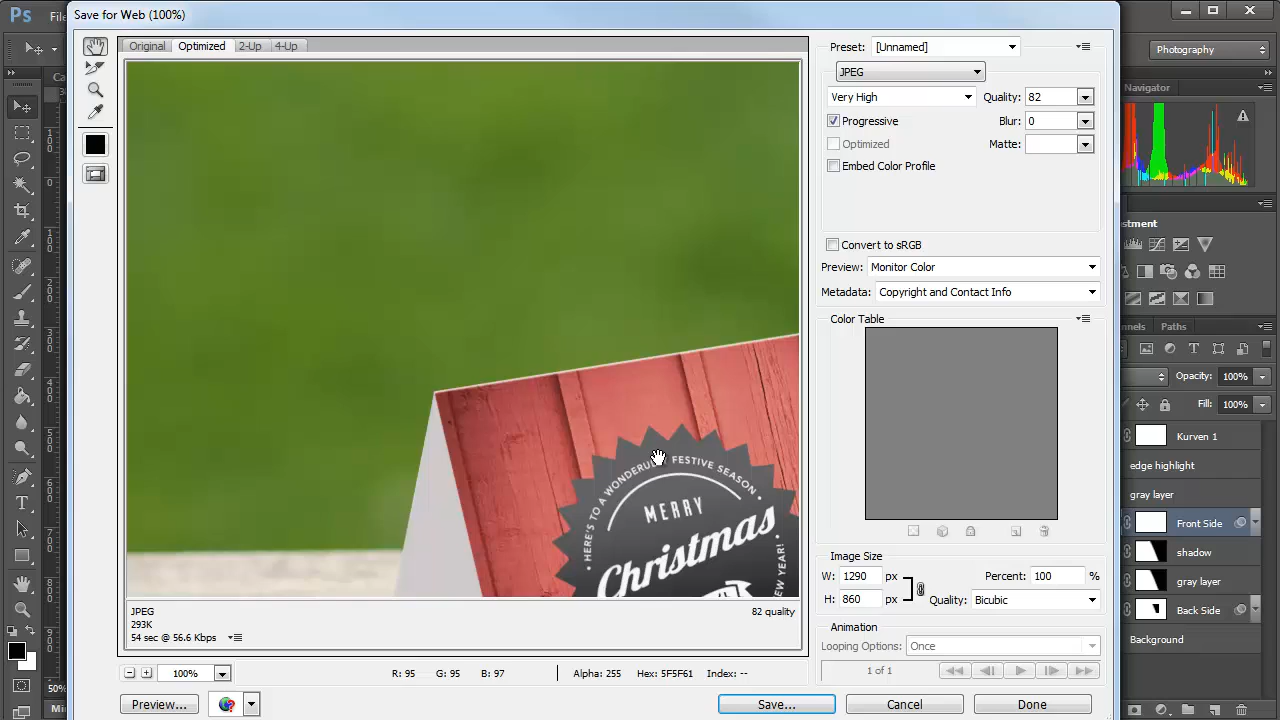 Save for Web (100%)
Ps
File
Photography
Original
Optimized
2-Up
4-Up
Preset:
[Unnamed]
JPEG
Very High
Quality:
82
Progressive
Blur:
0
Optimized
Matte:
Embed Color Profile
Convert to sRGB
Preview:
Monitor Color
Metadata:
Copyright and Contact Info
Color Table
Image Size
W:
1290
px
Percent:
100
%
H:
860
px
Quality:
Bicubic
Animation
Looping Options:
Once
1 of 1
HERE'S TO A WONDERFUL FESTIVE SEASON
MERRY
Christmas
NEW YEAR!
JPEG
293K
54 sec @ 56.6 Kbps
82 quality
100%
R: 95
G: 95
B: 97
Alpha: 255
Hex: 5F5F61
Index: --
Preview...
Save...
Cancel
Done
50%
Navigator
Paths
Opacity:
100%
Fill:
100%
Kurven 1
edge highlight
gray layer
Front Side
shadow
gray layer
Back Side
Background